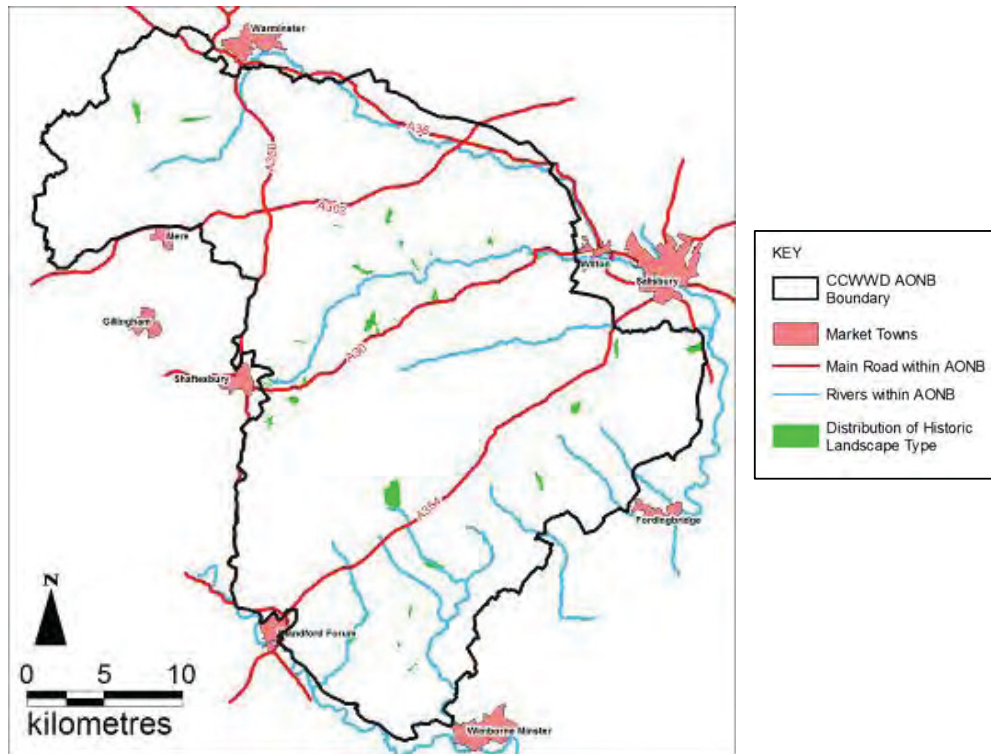 Warminster
A36
A350
A303
Mere
Wilton
Salisbury
Gillingham
A30
Shaftesbury
A354
Fordingbridge
N
Blandford Forum
0 5 10
kilometres
Wimborne Minster
KEY
CCWWD AONB
Boundary
Market Towns
Main Road within AONB
Rivers within AONB
Distribution of Historic
Landscape Type